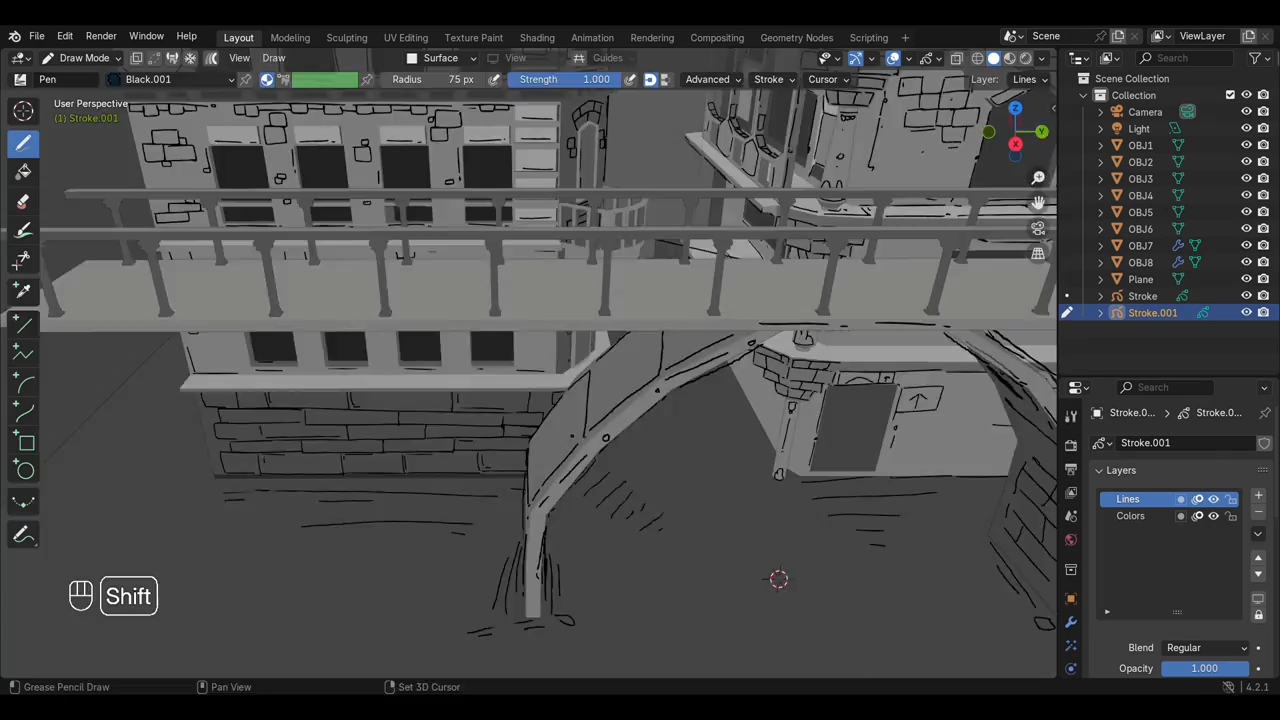 File Edit Render Window Help Layout Modeling Sculpting UV Editing Texture Paint Shading Animation Rendering Compositing Geometry Nodes Scripting Scene ViewLayer
Draw Mode View Draw Surface View Guides Search
Pen Black.001 Radius 75 px Strength 1.000 Advanced Stroke Cursor Layer: Lines Scene Collection
Collection
User Perspective
(1) Stroke.001
Camera
Light
OBJ1
OBJ2
OBJ3
OBJ4
OBJ5
OBJ6
OBJ7
OBJ8
Plane
Stroke
Stroke.001
Z
Y
X
Search
Stroke.0... Stroke.0...
Stroke.001
Layers
Lines
Colors
Shift
Blend Regular
Opacity 1.000
Grease Pencil Draw Pan View Set 3D Cursor 4.2.1